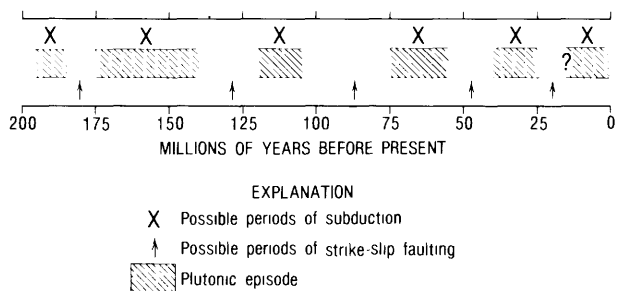 X X X X X X
?
200 175 150 125 100 75 50 25 0
MILLIONS OF YEARS BEFORE PRESENT
EXPLANATION
X Possible periods of subduction
↑ Possible periods of strike-slip faulting
Plutonic episode